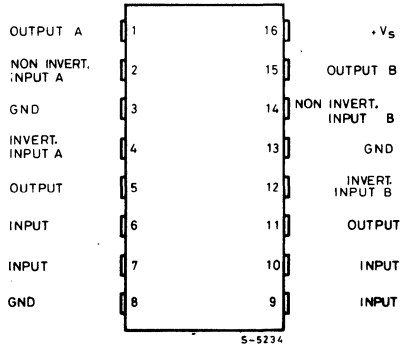 OUTPUT A 1 16 +Vs
NON INVERT.
INPUT A 2 15 OUTPUT B
GND 3 14 NON INVERT.
INPUT B
INVERT.
INPUT A 4 13 GND
OUTPUT 5 12 INVERT.
INPUT B
INPUT 6 11 OUTPUT
INPUT 7 10 INPUT
GND 8 9 INPUT
S-5234